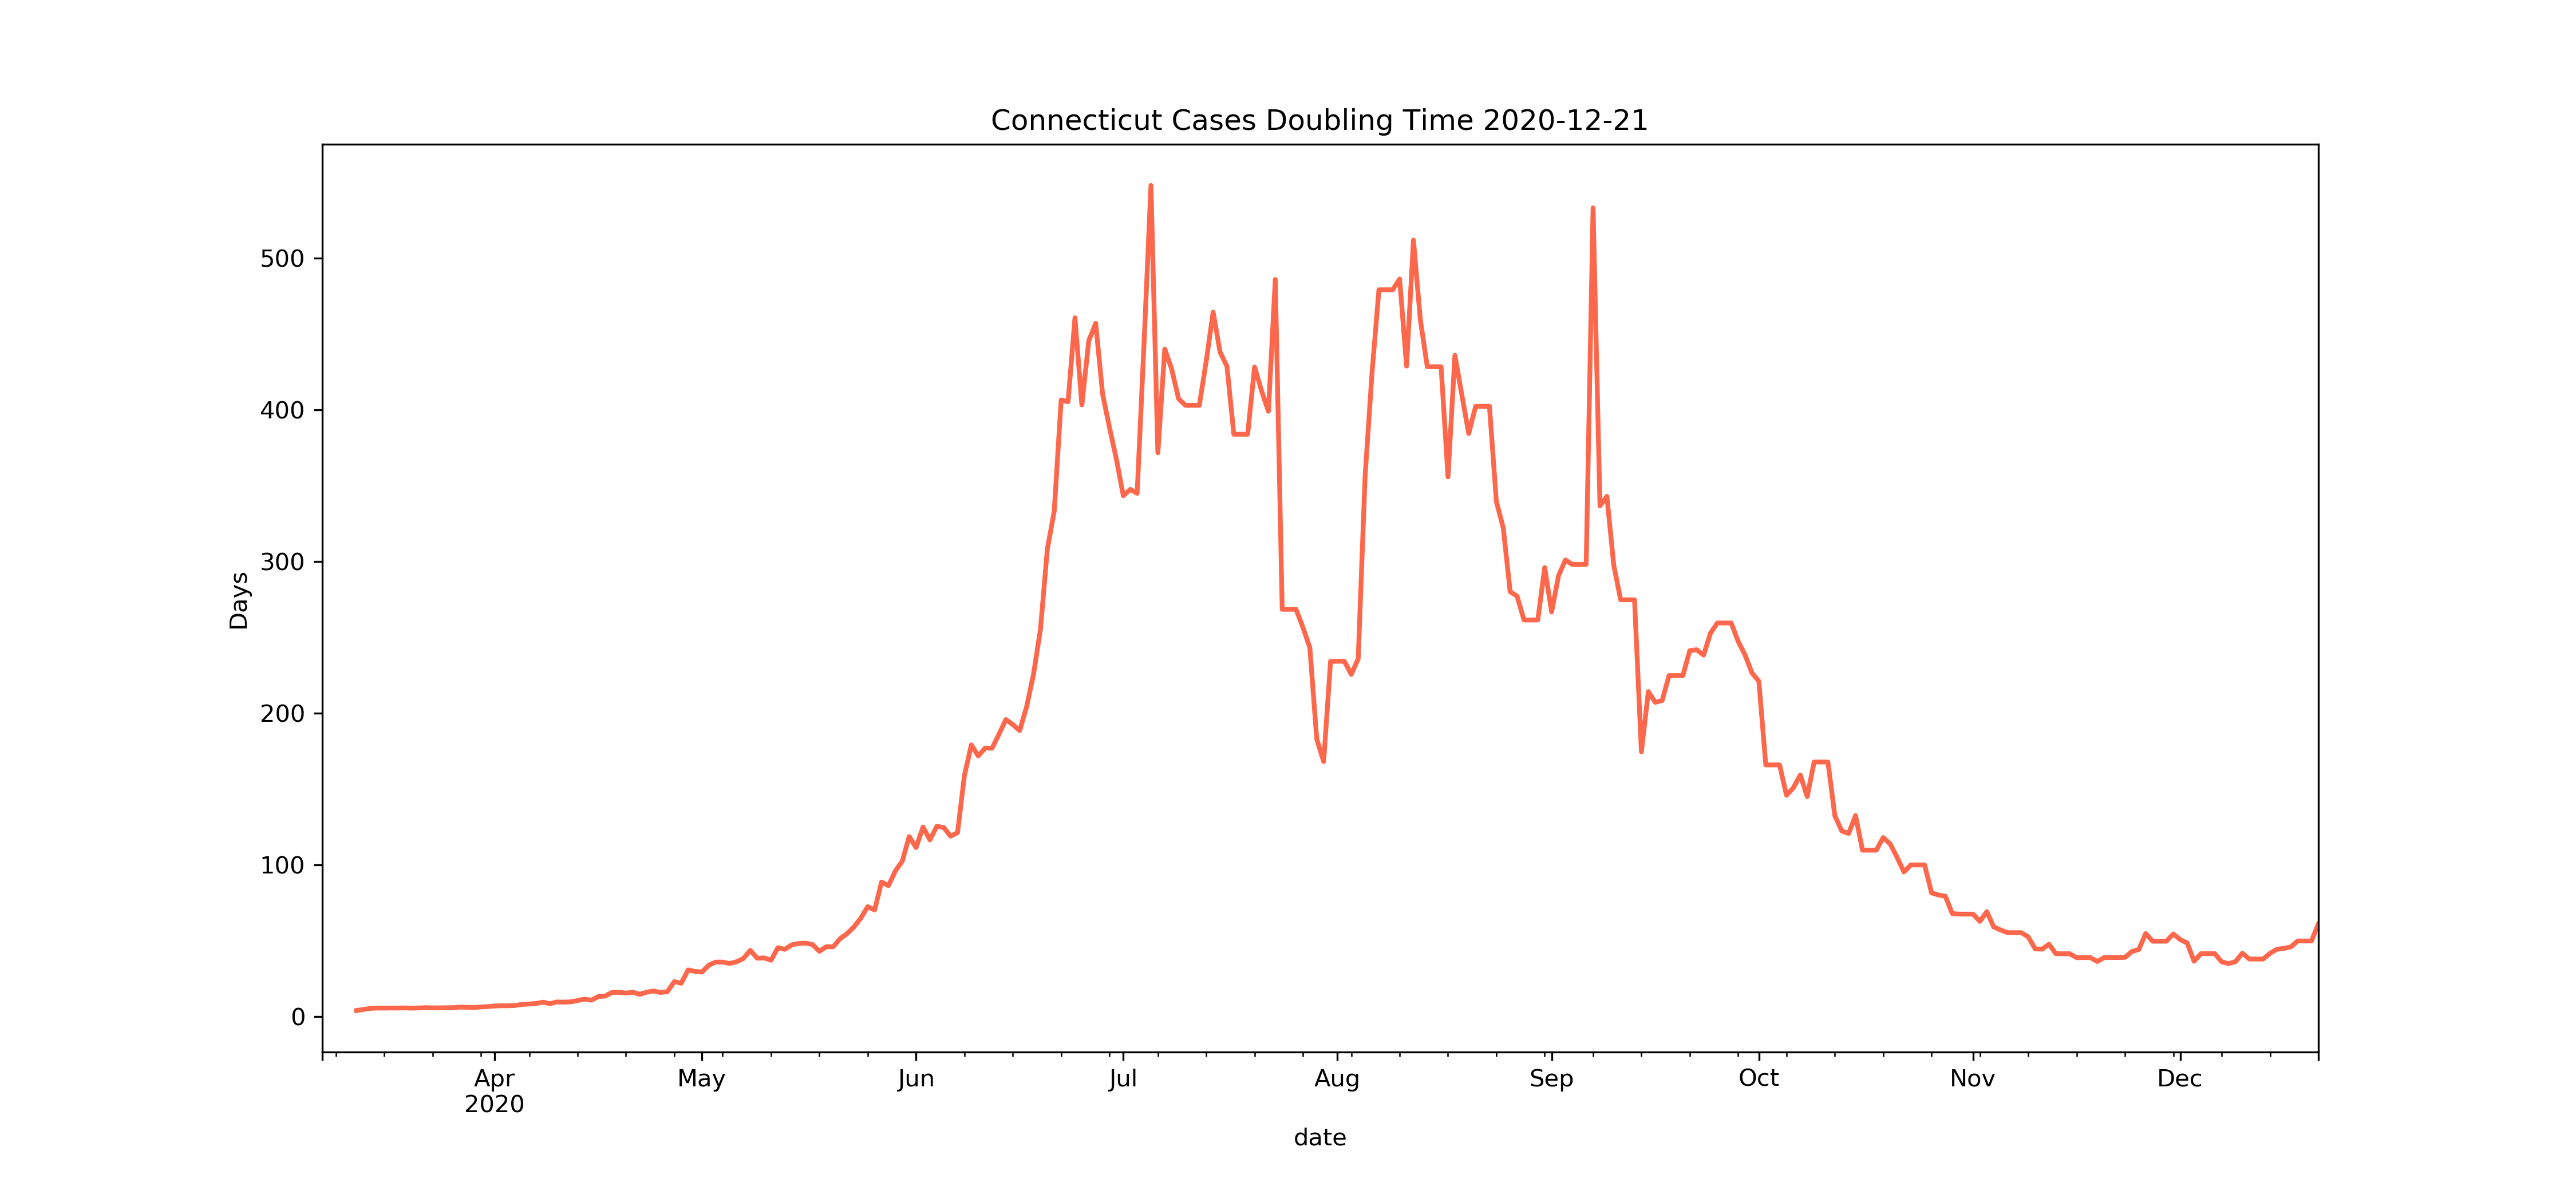 Connecticut Cases Doubling Time 2020-12-21
Days
500
400
300
200
100
0
Apr
2020
May
Jun
Jul
Aug
Sep
Oct
Nov
Dec
date